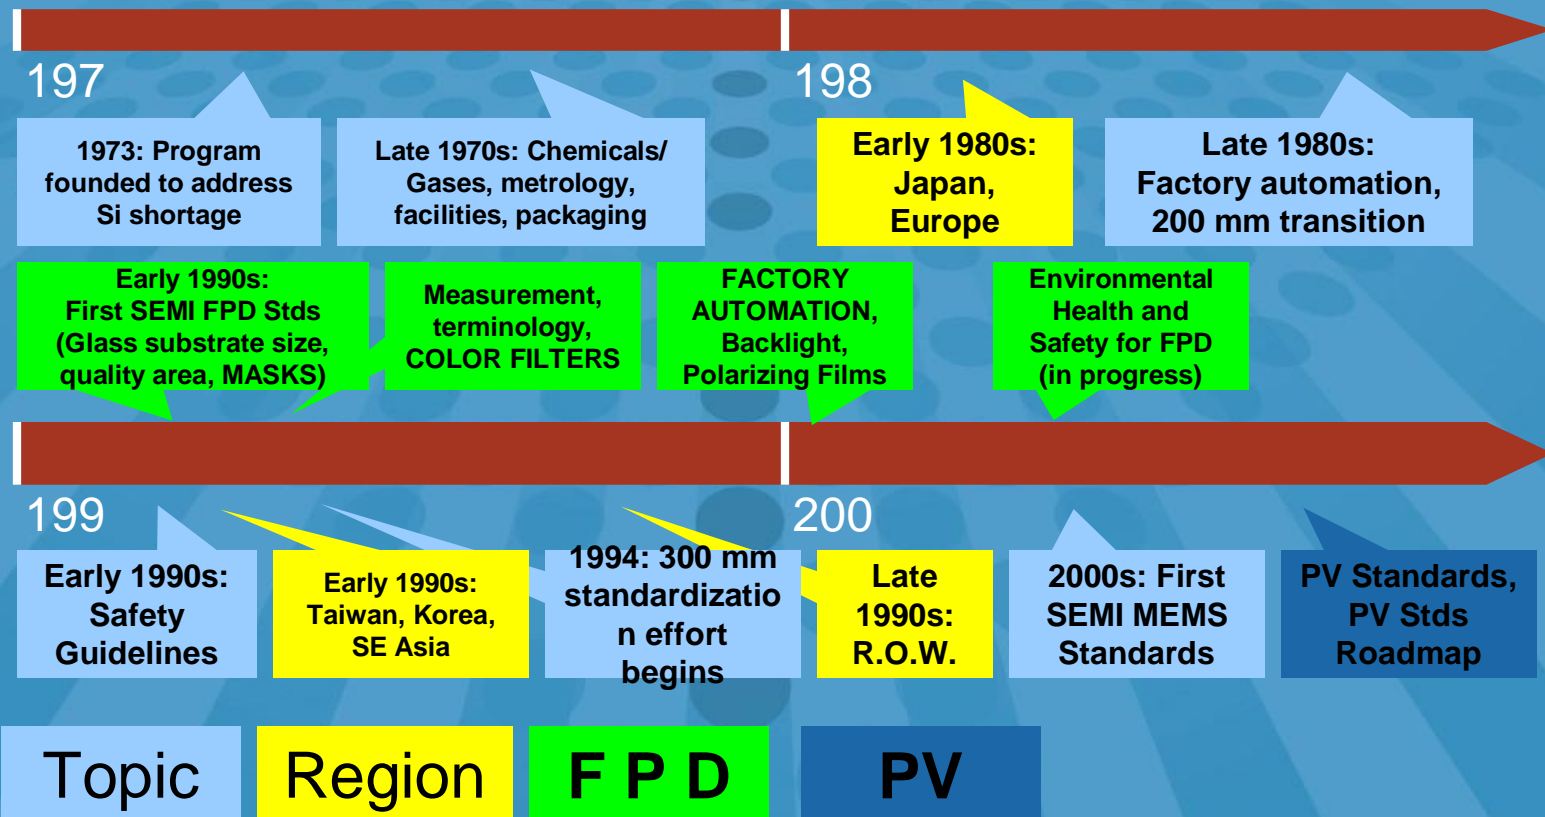 197
198
1973: Program
founded to address
Si shortage
Late 1970s: Chemicals/
Gases, metrology,
facilities, packaging
Early 1980s:
Japan,
Europe
Late 1980s:
Factory automation,
200 mm transition
Early 1990s:
First SEMI FPD Stds
(Glass substrate size,
quality area, MASKS)
Measurement,
terminology,
COLOR FILTERS
FACTORY
AUTOMATION,
Backlight,
Polarizing Films
Environmental
Health and
Safety for FPD
(in progress)
199
200
Early 1990s:
Safety
Guidelines
Early 1990s:
Taiwan, Korea,
SE Asia
1994: 300 mm
standardizatio
n effort
begins
Late
1990s:
R.O.W.
2000s: First
SEMI MEMS
Standards
PV Standards,
PV Stds
Roadmap
Topic
Region
F P D
PV